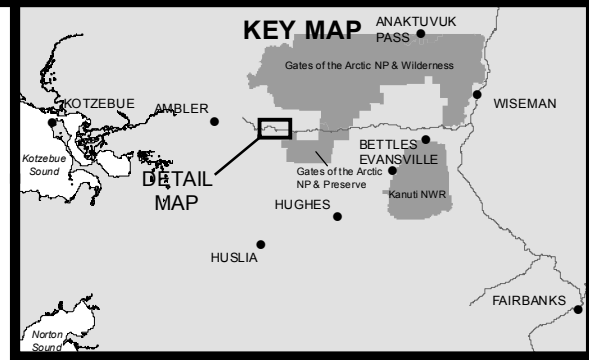 KEY MAP
ANAKTUVUK
PASS
Gates of the Arctic NP & Wilderness
WISEMAN
KOTZEBUE
AMBLER
BETTLES
EVANSVILLE
Kotzebue
Sound
Gates of the Arctic
NP & Preserve
DETAIL
MAP
Kanuti NWR
HUGHES
HUSLIA
FAIRBANKS
Norton
Sound